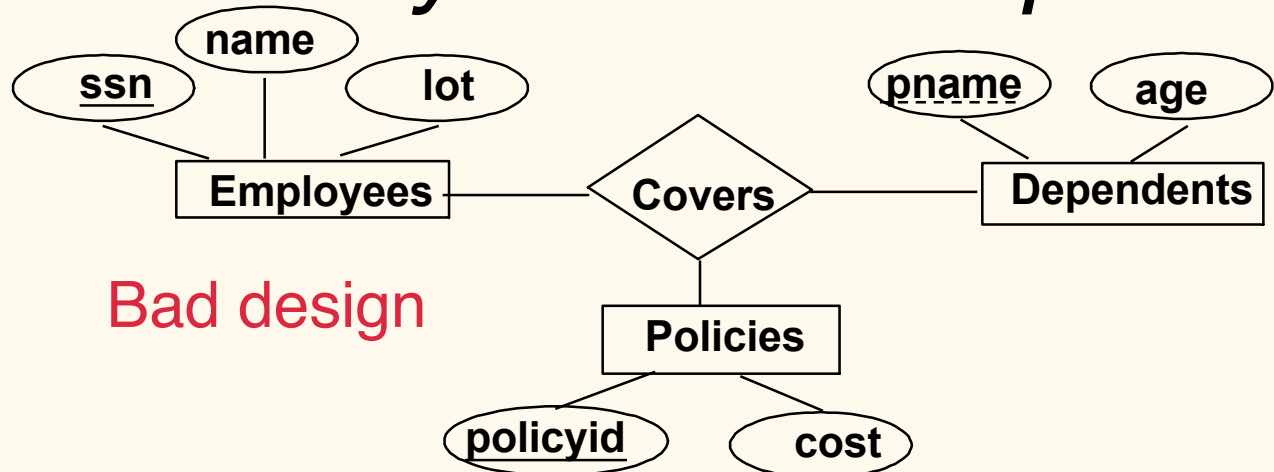 name
ssn
lot
pname
age
Employees
Covers
Dependents
Bad design
Policies
policyid
cost